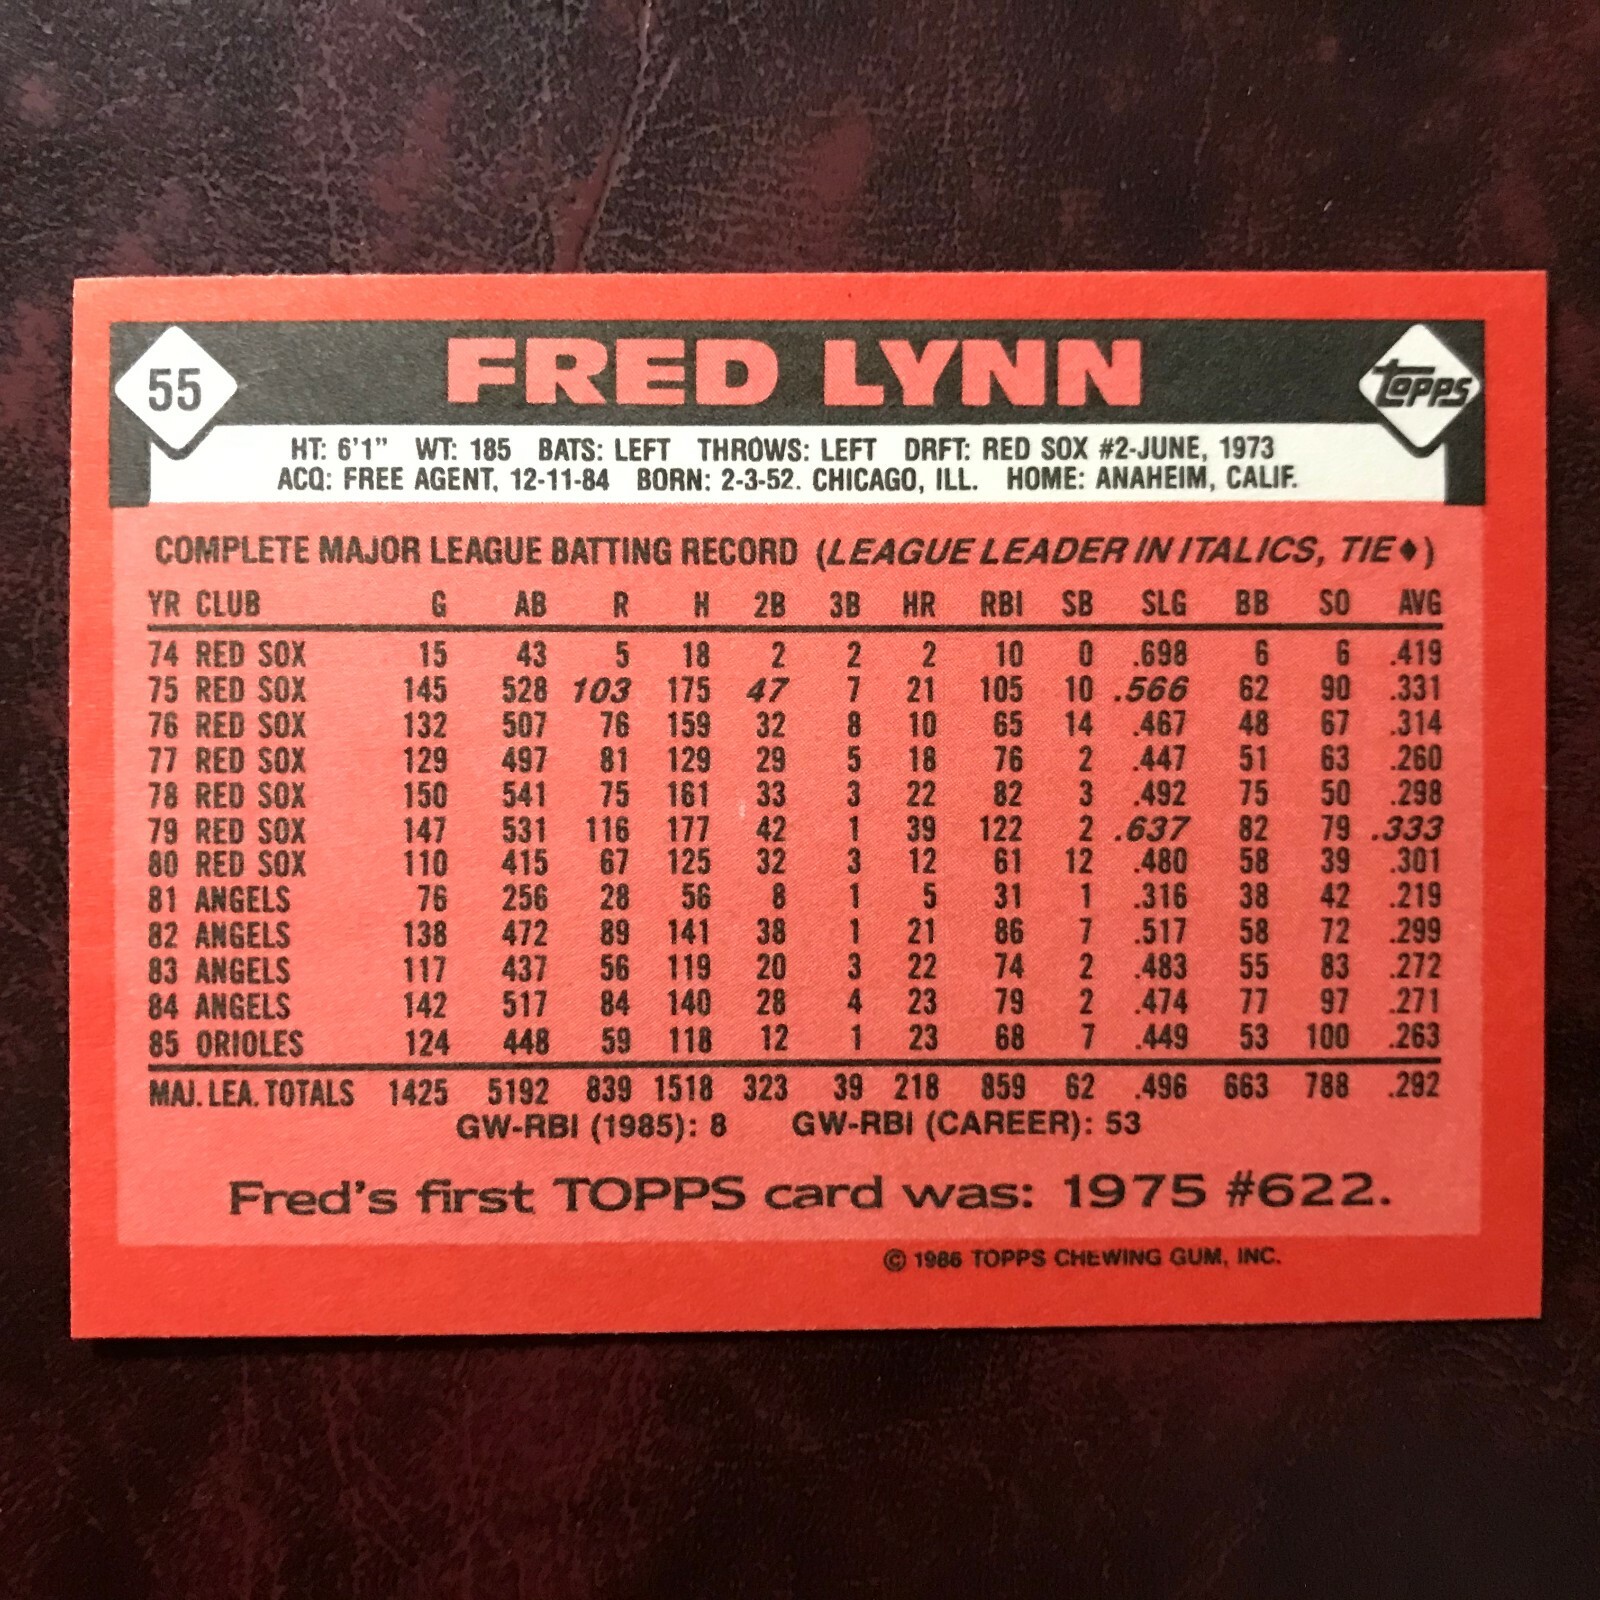 55 FRED LYNN TOPPS
HT: 6'1" WT: 185 BATS: LEFT THROWS: LEFT DRFT: RED SOX #2-JUNE, 1973
ACQ: FREE AGENT, 12-11-84 BORN: 2-3-52. CHICAGO, ILL. HOME: ANAHEIM, CALIF.
COMPLETE MAJOR LEAGUE BATTING RECORD (LEAGUE LEADER IN ITALICS, TIE♦)
YR CLUB G AB R H 2B 3B HR RBI SB SLG BB SO AVG
74 RED SOX 15 43 5 18 2 2 2 10 0 .698 6 6 .419
75 RED SOX 145 528 103 175 47 7 21 105 10 .566 62 90 .331
76 RED SOX 132 507 76 159 32 8 10 65 14 .467 48 67 .314
77 RED SOX 129 497 81 129 29 5 18 76 2 .447 51 63 .260
78 RED SOX 150 541 75 161 33 3 22 82 3 .492 75 50 .298
79 RED SOX 147 531 116 177 42 1 39 122 2 .637 82 79 .333
80 RED SOX 110 415 67 125 32 3 12 61 12 .480 58 39 .301
81 ANGELS 76 256 28 56 8 1 5 31 1 .316 38 42 .219
82 ANGELS 138 472 89 141 38 1 21 86 7 .517 58 72 .299
83 ANGELS 117 437 56 119 20 3 22 74 2 .483 55 83 .272
84 ANGELS 142 517 84 140 28 4 23 79 2 .474 77 97 .271
85 ORIOLES 124 448 59 118 12 1 23 68 7 .449 53 100 .263
MAJ. LEA. TOTALS 1425 5192 839 1518 323 39 218 859 62 .496 663 788 .292
GW-RBI (1985): 8 GW-RBI (CAREER): 53
Fred's first TOPPS card was: 1975 #622.
© 1986 TOPPS CHEWING GUM, INC.